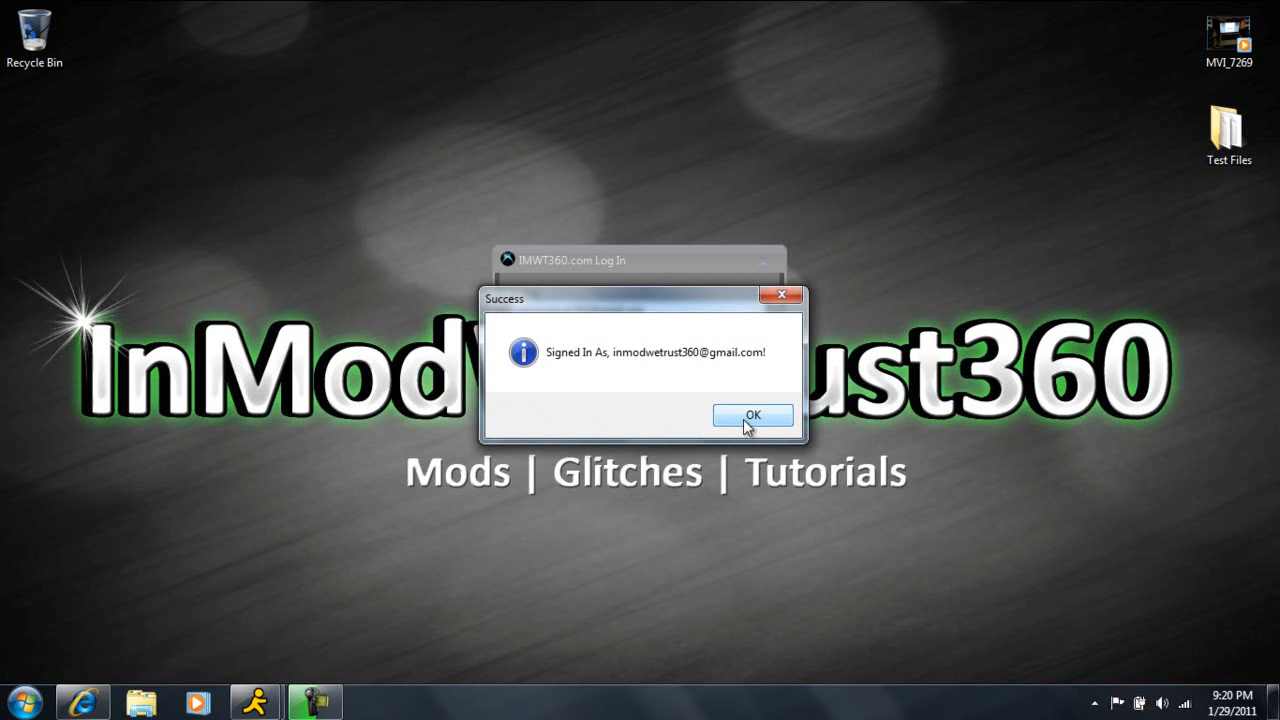 Recycle Bin
MVI_7269
Test Files
IMWT360.com Log In
Success
Signed In As, inmodwetrust360@gmail.com!
OK
InModW ust360
Mods | Glitches | Tutorials
9:20 PM
1/29/2011